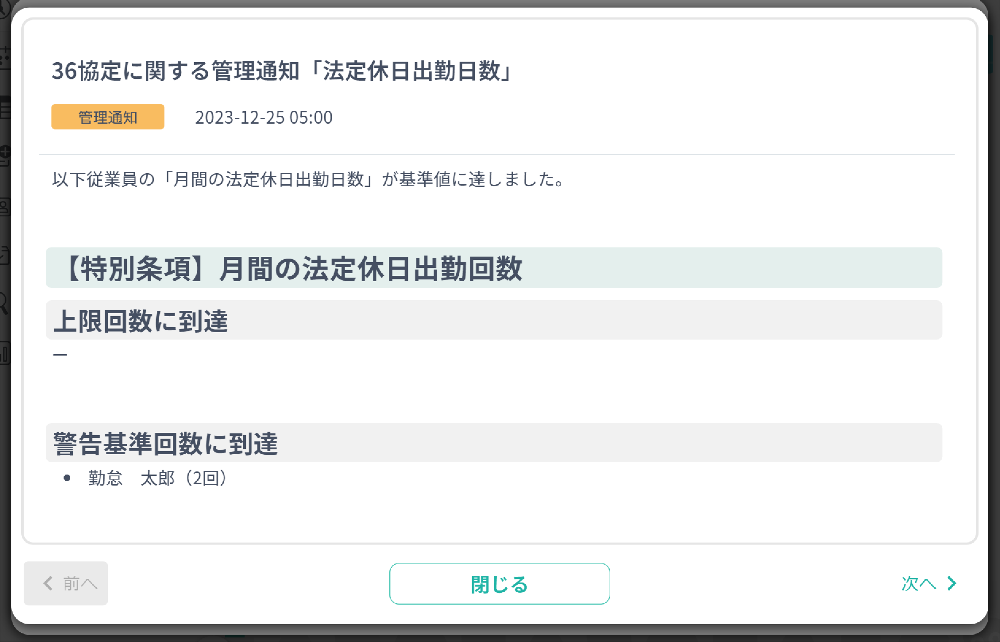 36協定に関する管理通知「法定休日出勤日数」
管理通知 2023-12-25 05:00
以下従業員の「月間の法定休日出勤日数」が基準値に達しました。
【特別条項】月間の法定休日出勤回数
上限回数に到達
—
警告基準回数に到達
• 勤怠　太郎（2回）
前へ 閉じる 次へ